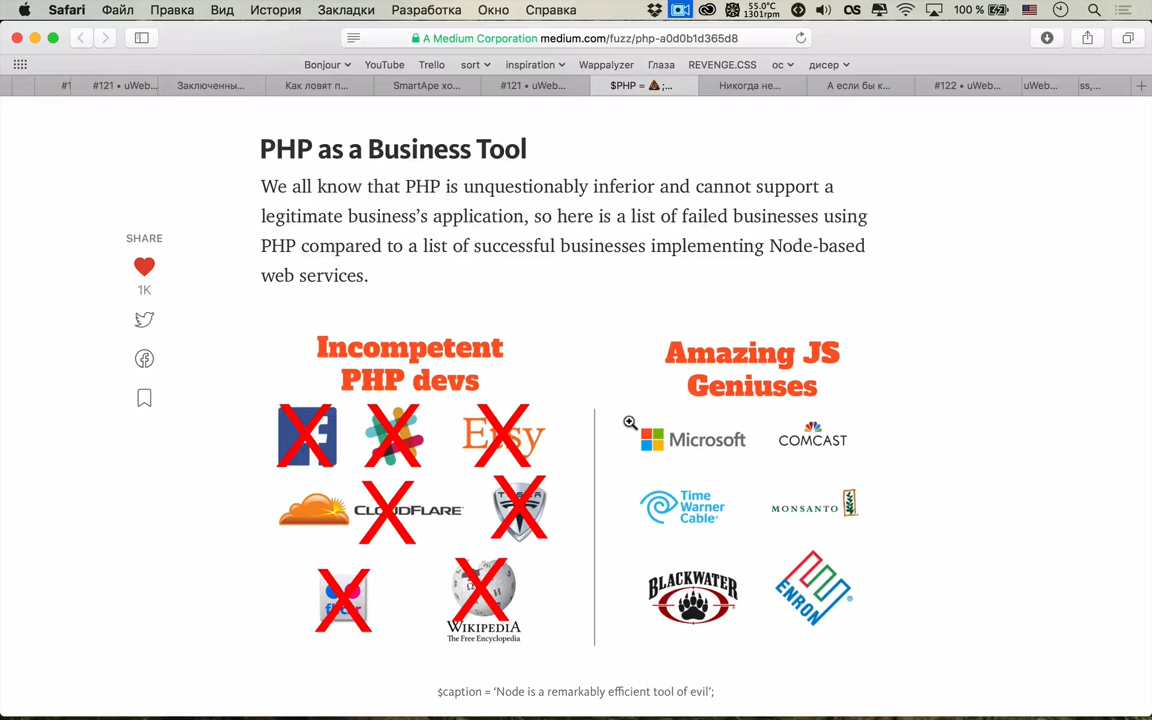 Safari Файл Правка Вид История Закладки Разработка Окно Справка 55.0°C 1301rpm 100 %
A Medium Corporation medium.com/fuzz/php-a0d0b1d365d8
Bonjour YouTube Trello sort inspiration Wappalyzer Глаза REVENGE.CSS ос дисер
#1 #121 • uWeb... Заключенны... Как ловят п... SmartApe хо... #121 • uWeb... $PHP = 💩;... Никогда не... А если бы к... #122 • uWeb... uWeb... ss,...
PHP as a Business Tool
We all know that PHP is unquestionably inferior and cannot support a
legitimate business’s application, so here is a list of failed businesses using
PHP compared to a list of successful businesses implementing Node-based
web services.
SHARE
1K
Incompetent
PHP devs
Amazing JS
Geniuses
Etsy
Microsoft
COMCAST
CLOUDFLARE
TESLA
Time
Warner
Cable
MONSANTO
flickr
WIKIPEDIA
The Free Encyclopedia
BLACKWATER
ENRON
$caption = ‘Node is a remarkably efficient tool of evil’;